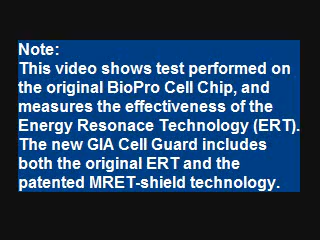 Note:
This video shows test performed on
the original BioPro Cell Chip, and
measures the effectiveness of the
Energy Resonace Technology (ERT).
The new GIA Cell Guard includes
both the original ERT and the
patented MRET-shield technology.